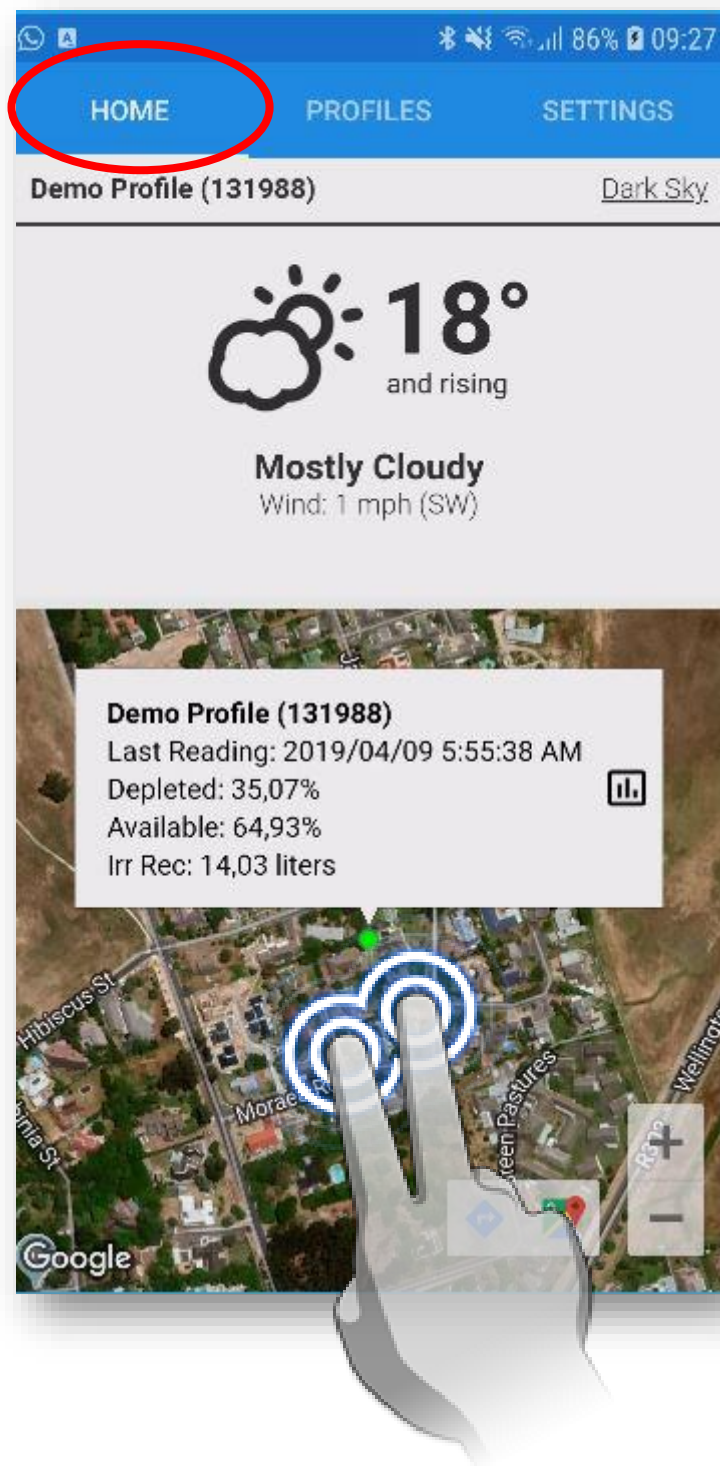 86% 09:27
HOME PROFILES SETTINGS
Demo Profile (131988) Dark Sky
18°
and rising
Mostly Cloudy
Wind: 1 mph (SW)
Demo Profile (131988)
Last Reading: 2019/04/09 5:55:38 AM
Depleted: 35,07%
Available: 64,93%
Irr Rec: 14,03 liters
Hibiscus St
Google